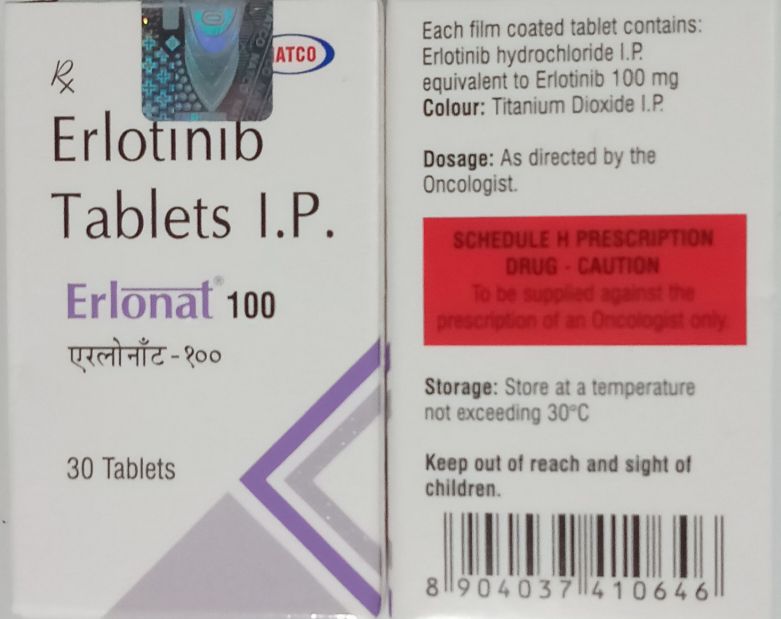 ℞
ATCO
Erlotinib
Tablets I.P.
Erlonat® 100
एरलोनॉंट-१००
30 Tablets
Each film coated tablet contains:
Erlotinib hydrochloride I.P.
equivalent to Erlotinib 100 mg
Colour: Titanium Dioxide I.P.
Dosage: As directed by the
Oncologist.
SCHEDULE H PRESCRIPTION
DRUG - CAUTION
To be supplied against the
prescription of an Oncologist only.
Storage: Store at a temperature
not exceeding 30°C
Keep out of reach and sight of
children.
8 904037 410646